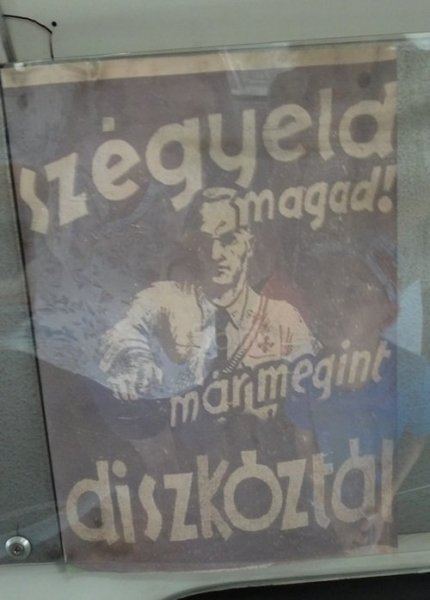 szégyeld
magad!
már megint
diszkóztál